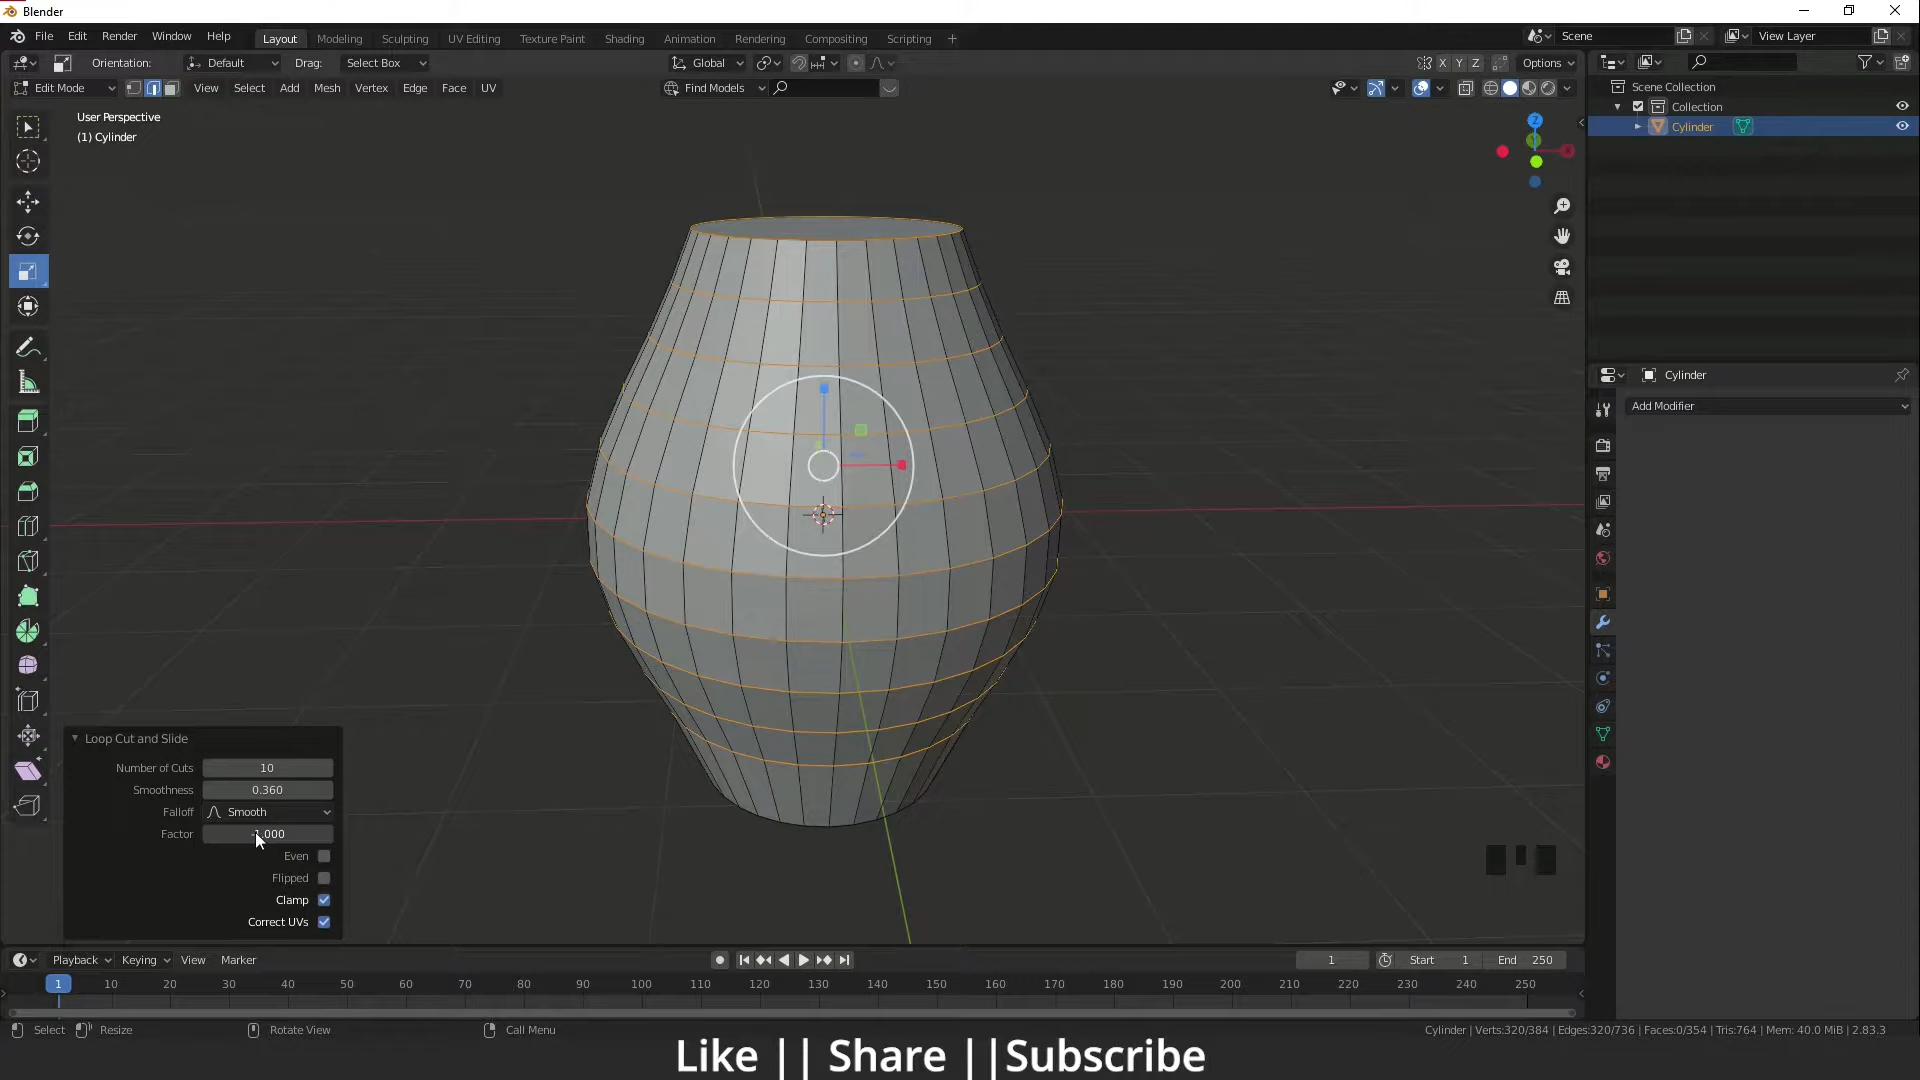 Blender
File Edit Render Window Help
Layout Modeling Sculpting UV Editing Texture Paint Shading Animation Rendering Compositing Scripting +
Scene
View Layer
Orientation: Default Drag: Select Box
Global
X Y Z Options
Edit Mode View Select Add Mesh Vertex Edge Face UV
Find Models
Scene Collection
Collection
Cylinder
User Perspective
(1) Cylinder
Z
Cylinder
Add Modifier
Loop Cut and Slide
Number of Cuts 10
Smoothness 0.360
Falloff Smooth
Factor -1.000
Even
Flipped
Clamp
Correct UVs
Playback Keying View Marker
1 Start 1 End 250
1 10 20 30 40 50 60 70 80 90 100 110 120 130 140 150 160 170 180 190 200 210 220 230 240 250
Select Resize Rotate View Call Menu
Cylinder | Verts:320/384 | Edges:320/736 | Faces:0/354 | Tris:764 | Mem: 40.0 MiB | 2.83.3
Like || Share ||Subscribe